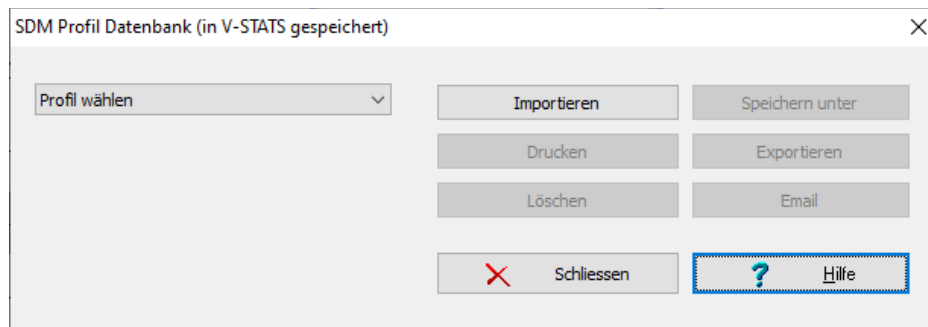 SDM Profil Datenbank (in V-STATS gespeichert)
Profil wählen
Importieren
Speichern unter
Drucken
Exportieren
Löschen
Email
Schliessen
? Hilfe